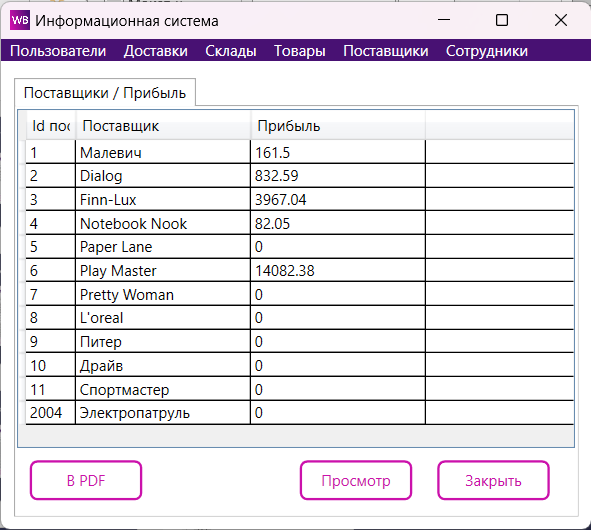 WB Информационная система
Пользователи Доставки Склады Товары Поставщики Сотрудники
Поставщики / Прибыль
Id пос Поставщик Прибыль
1 Малевич 161.5
2 Dialog 832.59
3 Finn-Lux 3967.04
4 Notebook Nook 82.05
5 Paper Lane 0
6 Play Master 14082.38
7 Pretty Woman 0
8 L'oreal 0
9 Питер 0
10 Драйв 0
11 Спортмастер 0
2004 Электропатруль 0
В PDF Просмотр Закрыть